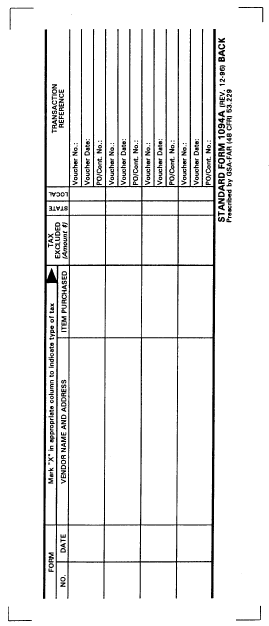 FORM
Mark "X" in appropriate column to indicate type of tax
TAX EXCLUDED (Amount #)
STATE
LOCAL
TRANSACTION REFERENCE
NO.
DATE
VENDOR NAME AND ADDRESS
ITEM PURCHASED
Voucher No.:
Voucher Date:
PO/Cont. No.:
Voucher No.:
Voucher Date:
PO/Cont. No.:
Voucher No.:
Voucher Date:
PO/Cont. No.:
Voucher No.:
Voucher Date:
PO/Cont. No.:
STANDARD FORM 1094A (REV. 12-96) BACK
Prescribed by GSA-FAR (48 CFR) 53.229